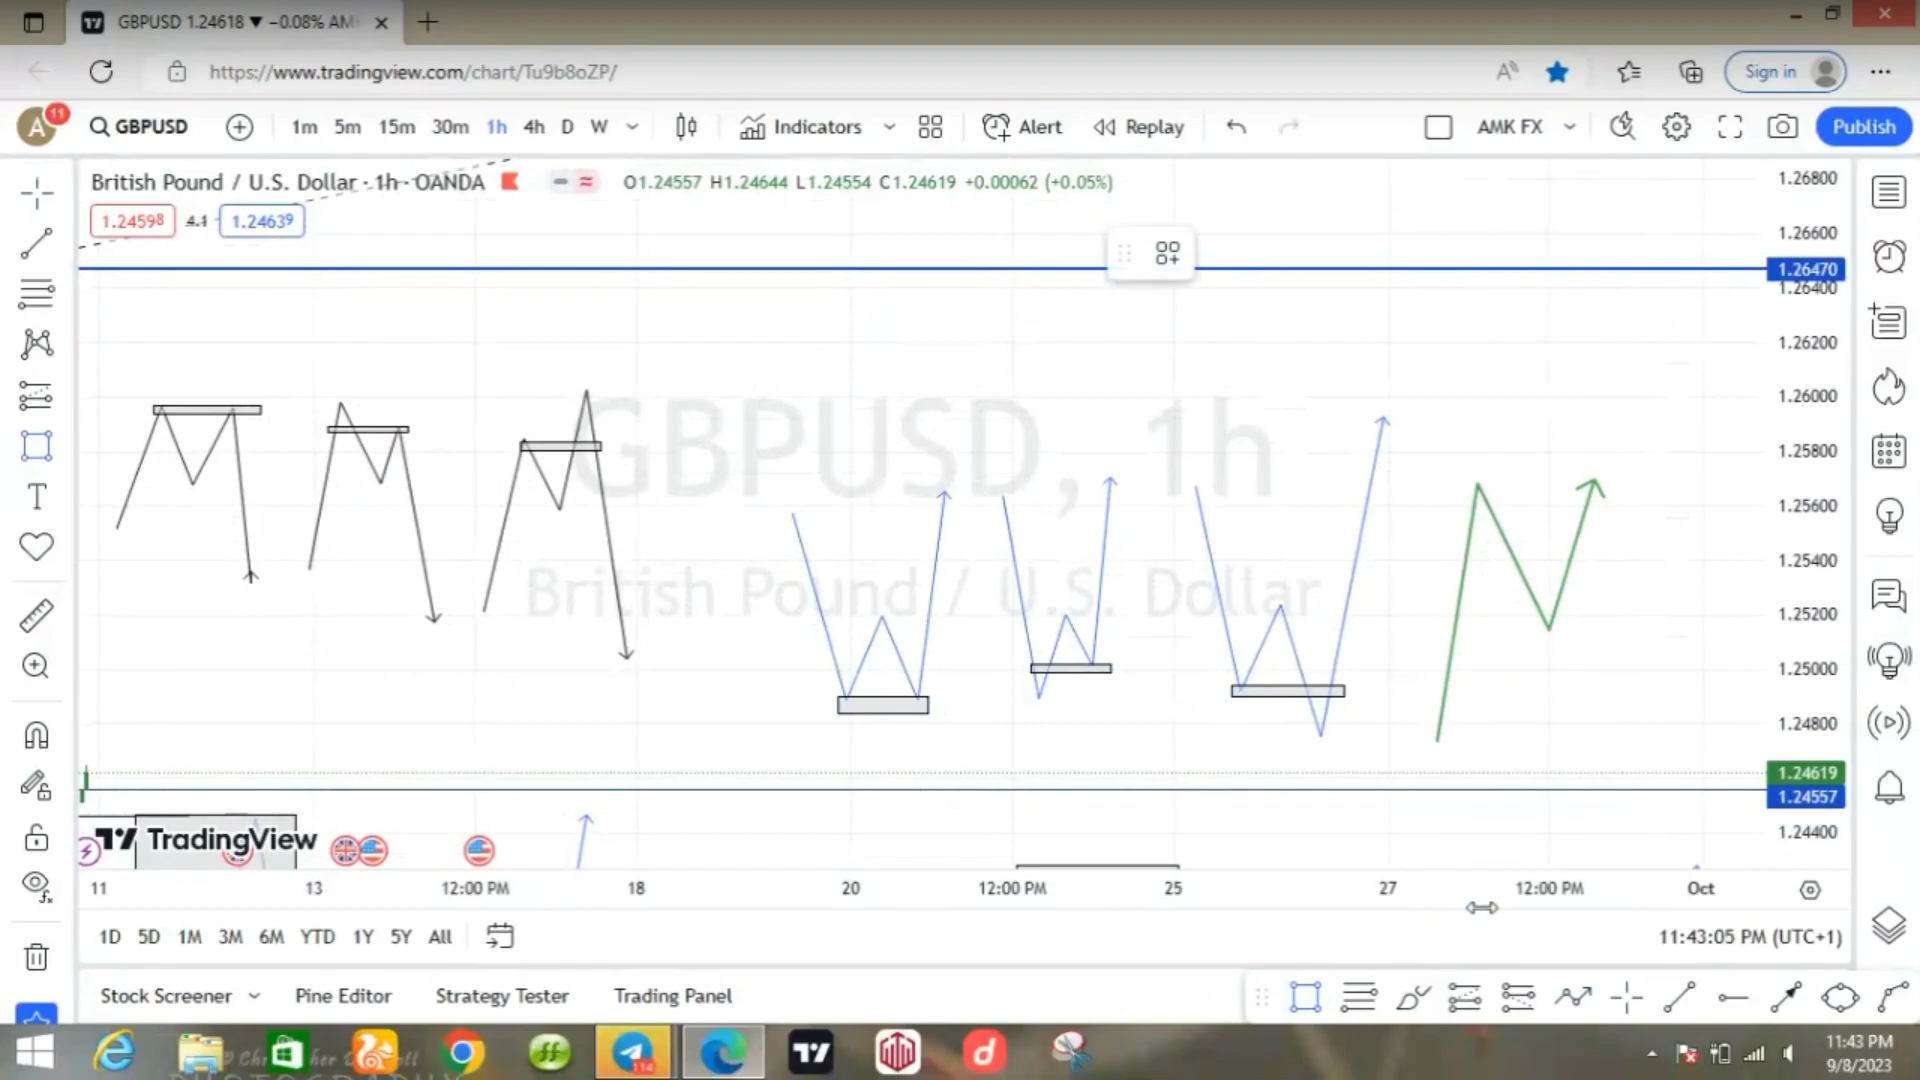 GBPUSD 1.24618 ▼ −0.08% AM
https://www.tradingview.com/chart/Tu9b8oZP/
Sign in
A 11 GBPUSD 1m 5m 15m 30m 1h 4h D W Indicators Alert Replay AMK FX Publish
British Pound / U.S. Dollar · 1h · OANDA O1.24557 H1.24644 L1.24554 C1.24619 +0.00062 (+0.05%)
1.24598 4.1 1.24639
1.26800
1.26600
1.26470
1.26400
1.26200
1.26000
1.25800
1.25600
1.25400
1.25200
1.25000
1.24800
1.24619
1.24557
1.24400
GBPUSD, 1h
British Pound / U.S. Dollar
TradingView
11 13 12:00 PM 18 20 12:00 PM 25 27 12:00 PM Oct
1D 5D 1M 3M 6M YTD 1Y 5Y All 11:43:05 PM (UTC+1)
Stock Screener Pine Editor Strategy Tester Trading Panel
114
11:43 PM
9/8/2023